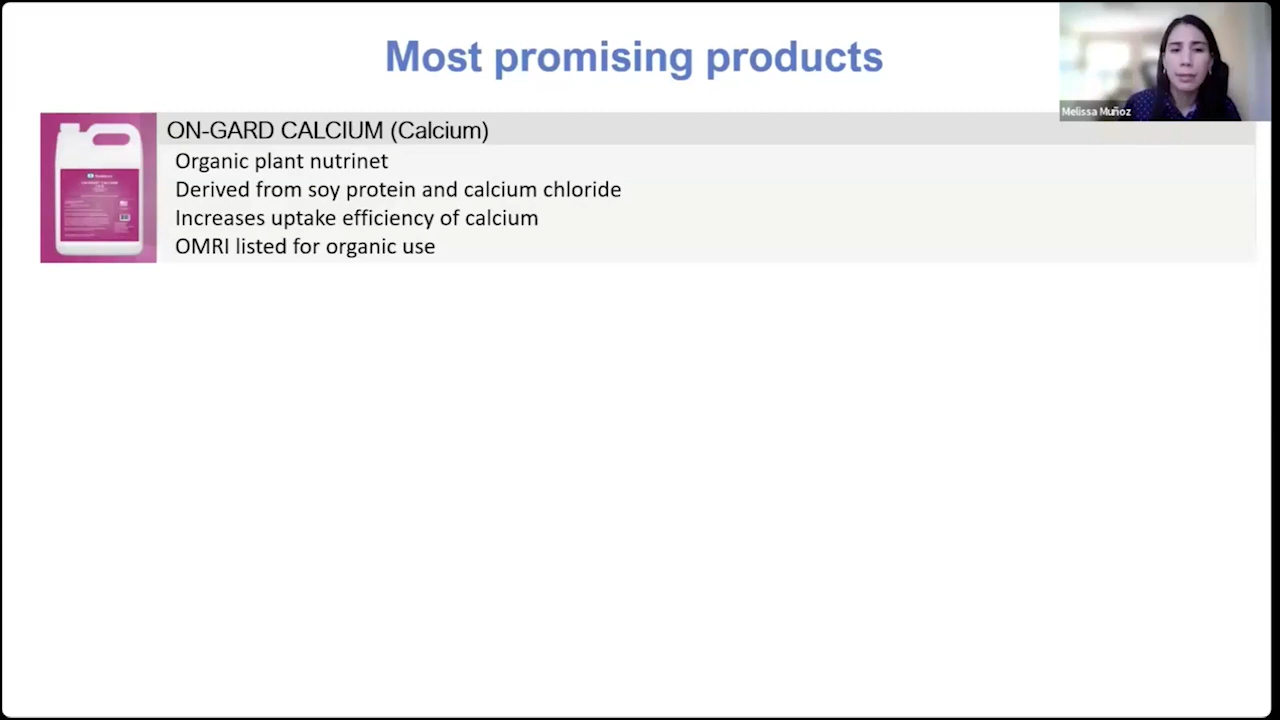 Most promising products
Melissa Muñoz
ON-GARD CALCIUM (Calcium)
Organic plant nutrinet
Derived from soy protein and calcium chloride
Increases uptake efficiency of calcium
OMRI listed for organic use